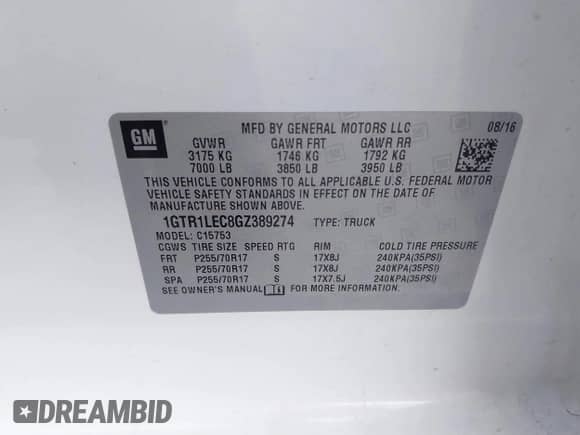 GM
MFD BY GENERAL MOTORS LLC 08/16
GVWR GAWR FRT GAWR RR
3175 KG 1746 KG 1792 KG
7000 LB 3850 LB 3950 LB
THIS VEHICLE CONFORMS TO ALL APPLICABLE U.S. FEDERAL MOTOR
VEHICLE SAFETY STANDARDS IN EFFECT ON THE DATE OF
MANUFACTURE SHOWN ABOVE.
1GTR1LEC8GZ389274 TYPE: TRUCK
MODEL: C15753
CGWS TIRE SIZE SPEED RTG RIM COLD TIRE PRESSURE
FRT P255/70R17 S 17X8J 240KPA(35PSI)
RR P255/70R17 S 17X8J 240KPA(35PSI)
SPA P255/70R17 S 17X7.5J 240KPA(35PSI)
SEE OWNER'S MANUAL FOR MORE INFORMATION
DREAMBID